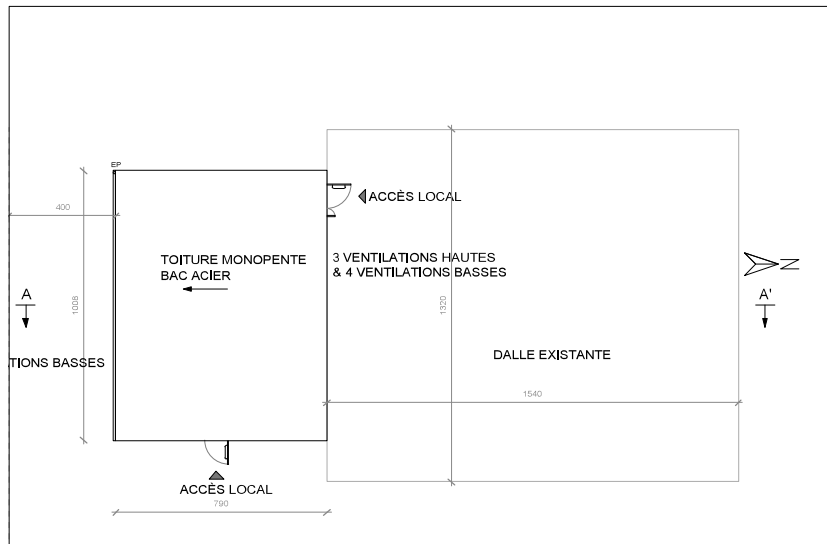 EP
ACCÈS LOCAL
400
TOITURE MONOPENTE
BAC ACIER
3 VENTILATIONS HAUTES
& 4 VENTILATIONS BASSES
N
A
A'
1008
1320
DALLE EXISTANTE
TIONS BASSES
1540
ACCÈS LOCAL
790